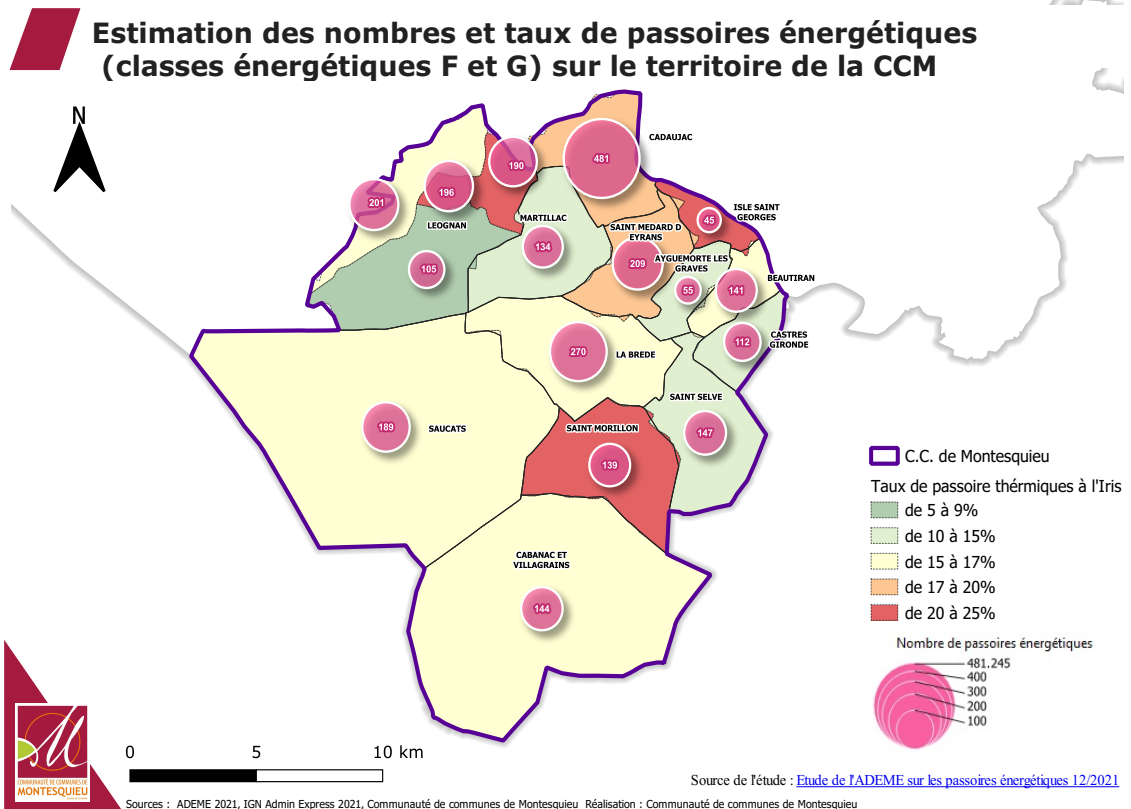 Estimation des nombres et taux de passoires énergétiques
(classes énergétiques F et G) sur le territoire de la CCM
N
CADAUJAC
481
190
196
201
LEOGNAN
105
MARTILLAC
134
ISLE SAINT
GEORGES
45
SAINT MEDARD D
EYRANS
209
AYGUEMORTE LES
GRAVES
55
BEAUTIRAN
141
CASTRES
GIRONDE
112
270
LA BREDE
SAINT SELVE
147
189
SAUCATS
SAINT MORILLON
139
CABANAC ET
VILLAGRAINS
144
C.C. de Montesquieu
Taux de passoire thérmiques à l'Iris
de 5 à 9%
de 10 à 15%
de 15 à 17%
de 17 à 20%
de 20 à 25%
Nombre de passoires énergétiques
481.245
400
300
200
100
0 5 10 km
M
COMMUNAUTÉ DE COMMUNES DE
MONTESQUIEU
Source de l'étude : Etude de l'ADEME sur les passoires énergétiques 12/2021
Sources : ADEME 2021, IGN Admin Express 2021, Communauté de communes de Montesquieu Réalisation : Communauté de communes de Montesquieu